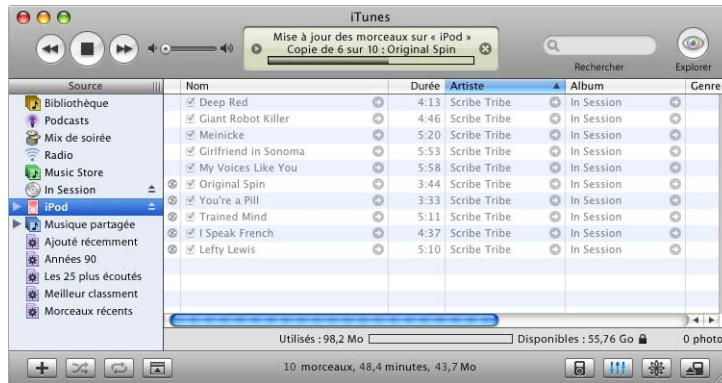 iTunes
Mise à jour des morceaux sur « iPod »
Copie de 6 sur 10 : Original Spin
Rechercher
Explorer
Source
Nom Durée Artiste Album Genre
Bibliothèque
Podcasts
Mix de soirée
Radio
Music Store
In Session
iPod
Musique partagée
Ajouté récemment
Années 90
Les 25 plus écoutés
Meilleur classment
Morceaux récents
Deep Red 4:13 Scribe Tribe In Session
Giant Robot Killer 4:46 Scribe Tribe In Session
Meinicke 5:20 Scribe Tribe In Session
Girlfriend in Sonoma 5:53 Scribe Tribe In Session
My Voices Like You 5:58 Scribe Tribe In Session
Original Spin 3:44 Scribe Tribe In Session
You're a Pill 3:33 Scribe Tribe In Session
Trained Mind 5:11 Scribe Tribe In Session
I Speak French 4:37 Scribe Tribe In Session
Lefty Lewis 5:10 Scribe Tribe In Session
Utilisés : 98,2 Mo Disponibles : 55,76 Go 0 photo
10 morceaux, 48,4 minutes, 43,7 Mo